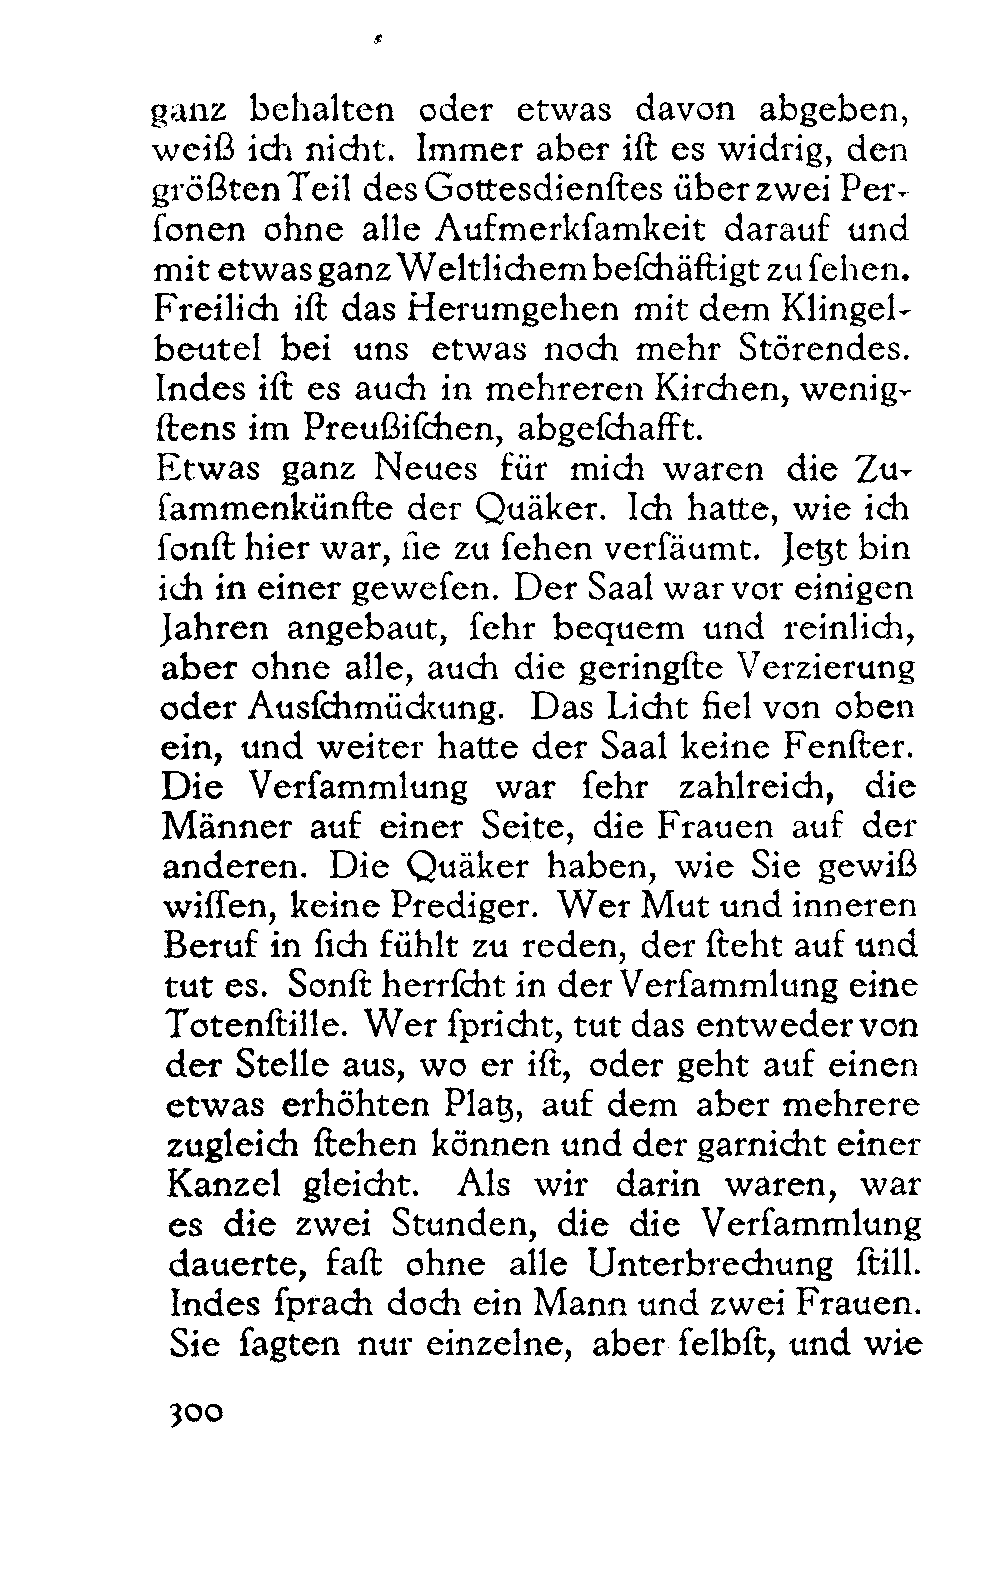 ganz behalten oder etwas davon abgeben,
weiß ich nicht. Immer aber iſt es widrig, den
größten Teil des Gottesdienſtes über zwei Per-
ſonen ohne alle Aufmerkſamkeit darauf und
mit etwas ganz Weltlichem beſchäftigt zu ſehen.
Freilich iſt das Herumgehen mit dem Klingel-
beutel bei uns etwas noch mehr Störendes.
Indes iſt es auch in mehreren Kirchen, wenig-
ſtens im Preußiſchen, abgeſchafft.
Etwas ganz Neues für mich waren die Zu-
ſammenkünfte der Quäker. Ich hatte, wie ich
ſonſt hier war, ſie zu ſehen verſäumt. Jetzt bin
ich in einer geweſen. Der Saal war vor einigen
Jahren angebaut, ſehr bequem und reinlich,
aber ohne alle, auch die geringſte Verzierung
oder Ausſchmückung. Das Licht fiel von oben
ein, und weiter hatte der Saal keine Fenſter.
Die Verſammlung war ſehr zahlreich, die
Männer auf einer Seite, die Frauen auf der
anderen. Die Quäker haben, wie Sie gewiß
wiſſen, keine Prediger. Wer Mut und inneren
Beruf in ſich fühlt zu reden, der ſteht auf und
tut es. Sonſt herrſcht in der Verſammlung eine
Totenſtille. Wer ſpricht, tut das entweder von
der Stelle aus, wo er iſt, oder geht auf einen
etwas erhöhten Platz, auf dem aber mehrere
zugleich ſtehen können und der garnicht einer
Kanzel gleicht. Als wir darin waren, war
es die zwei Stunden, die die Verſammlung
dauerte, faſt ohne alle Unterbrechung ſtill.
Indes ſprach doch ein Mann und zwei Frauen.
Sie ſagten nur einzelne, aber ſelbſt, und wie
300